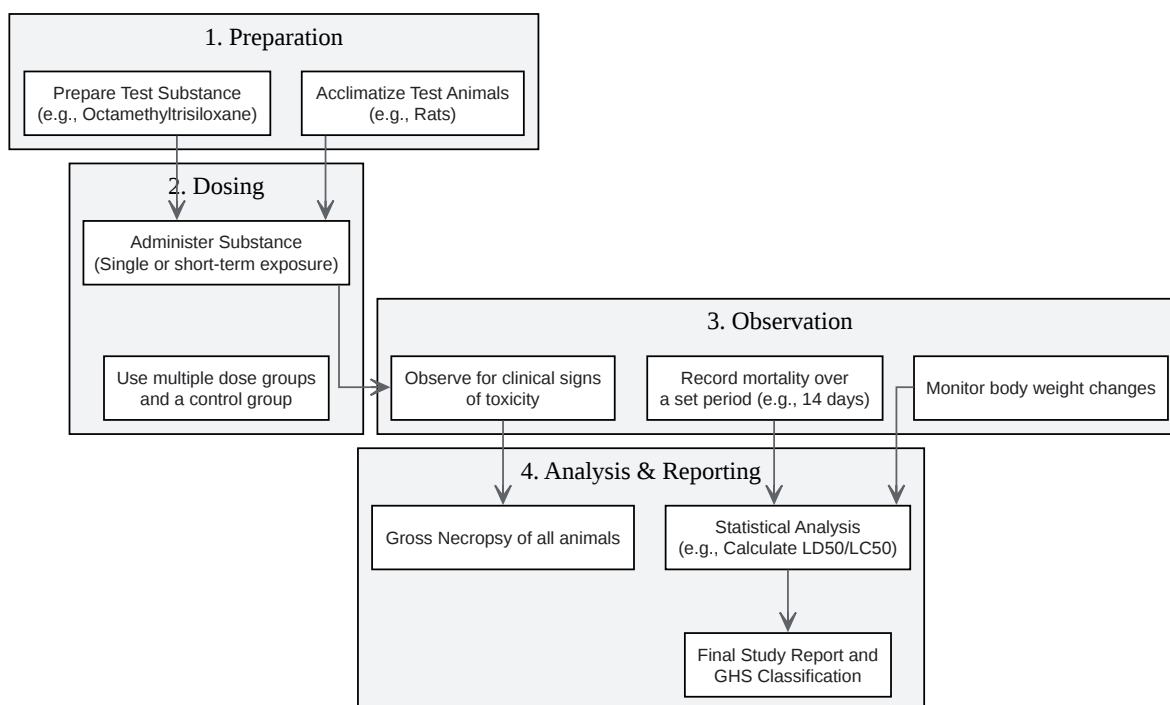 1. Preparation
Prepare Test Substance
(e.g., Octamethyltrisiloxane)
Acclimatize Test Animals
(e.g., Rats)
2. Dosing
Administer Substance
(Single or short-term exposure)
Use multiple dose groups
and a control group
3. Observation
Observe for clinical signs
of toxicity
Record mortality over
a set period (e.g., 14 days)
Monitor body weight changes
4. Analysis & Reporting
Gross Necropsy of all animals
Statistical Analysis
(e.g., Calculate LD50/LC50)
Final Study Report and
GHS Classification